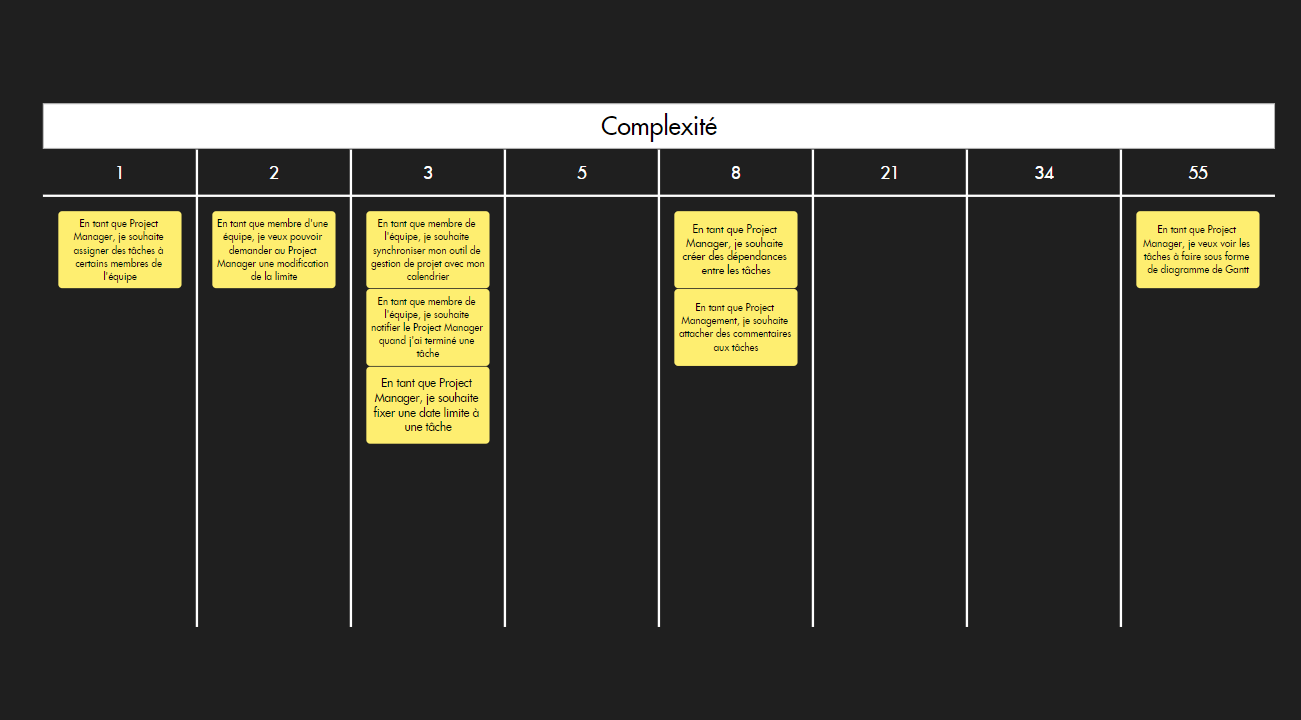 Complexité
1
2
3
5
8
21
34
55
En tant que Project
Manager, je souhaite
assigner des tâches à
certains membres de
l'équipe
En tant que membre d'une
équipe, je veux pouvoir
demander au Project
Manager une modification
de la limite
En tant que membre de
l'équipe, je souhaite
synchroniser mon outil de
gestion de projet avec mon
calendrier
En tant que membre de
l'équipe, je souhaite
notifier le Project Manager
quand j'ai terminé une
tâche
En tant que Project
Manager, je souhaite
fixer une date limite à
une tâche
En tant que Project
Manager, je souhaite
créer des dépendances
entre les tâches
En tant que Project
Management, je souhaite
attacher des commentaires
aux tâches
En tant que Project
Manager, je veux voir les
tâches à faire sous forme
de diagramme de Gantt